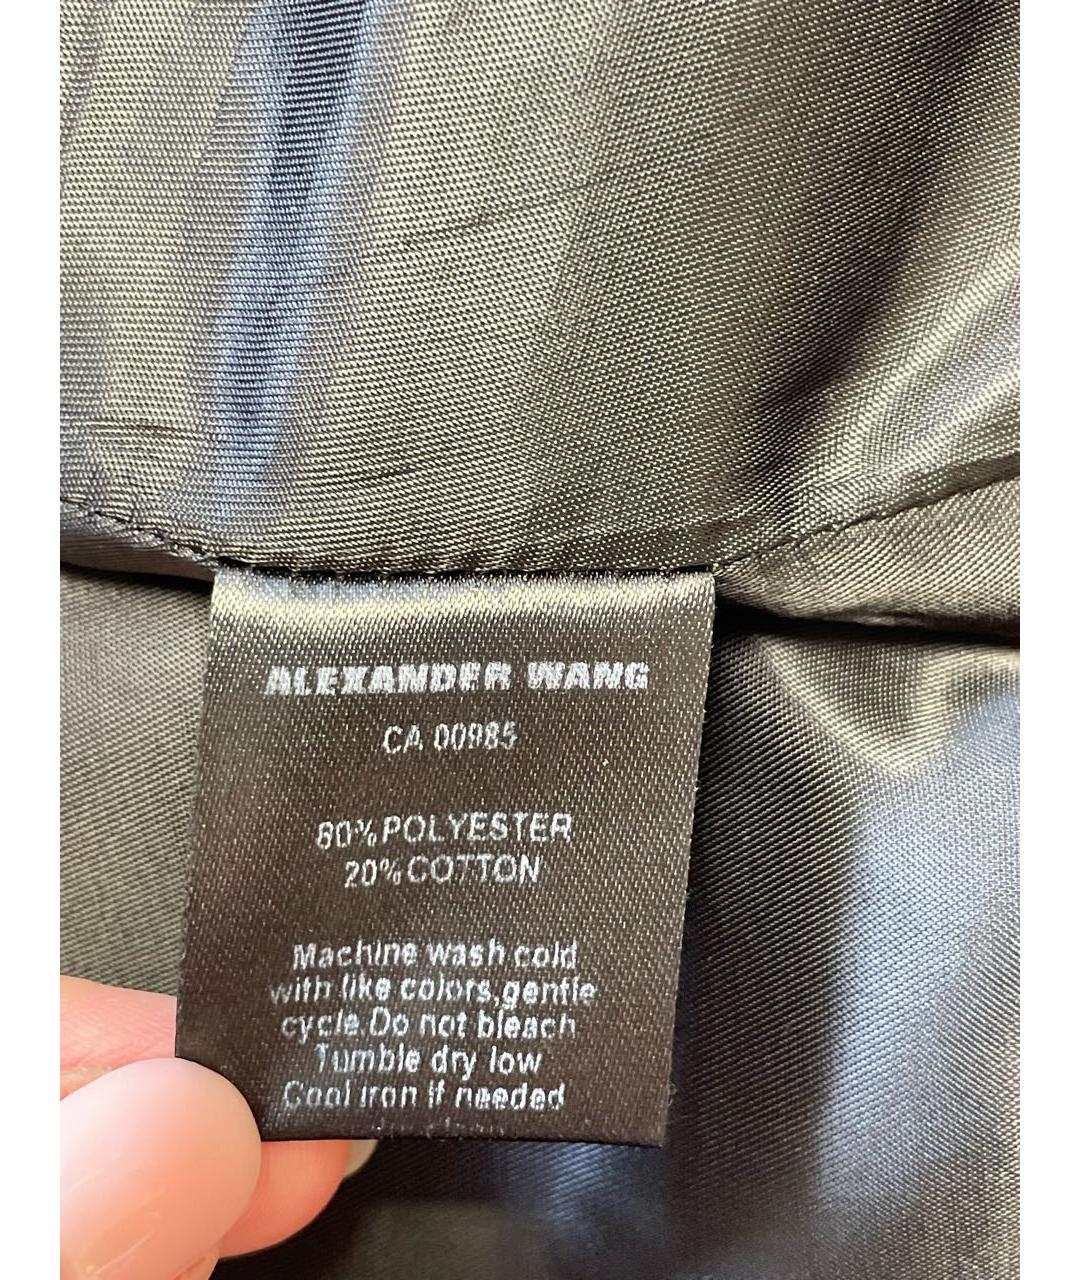 ALEXANDER WANG
CA 00985
80%POLYESTER
20%COTTON
Machine wash cold
with like colors,gentle
cycle.Do not bleach
Tumble dry low
Cool iron if needed